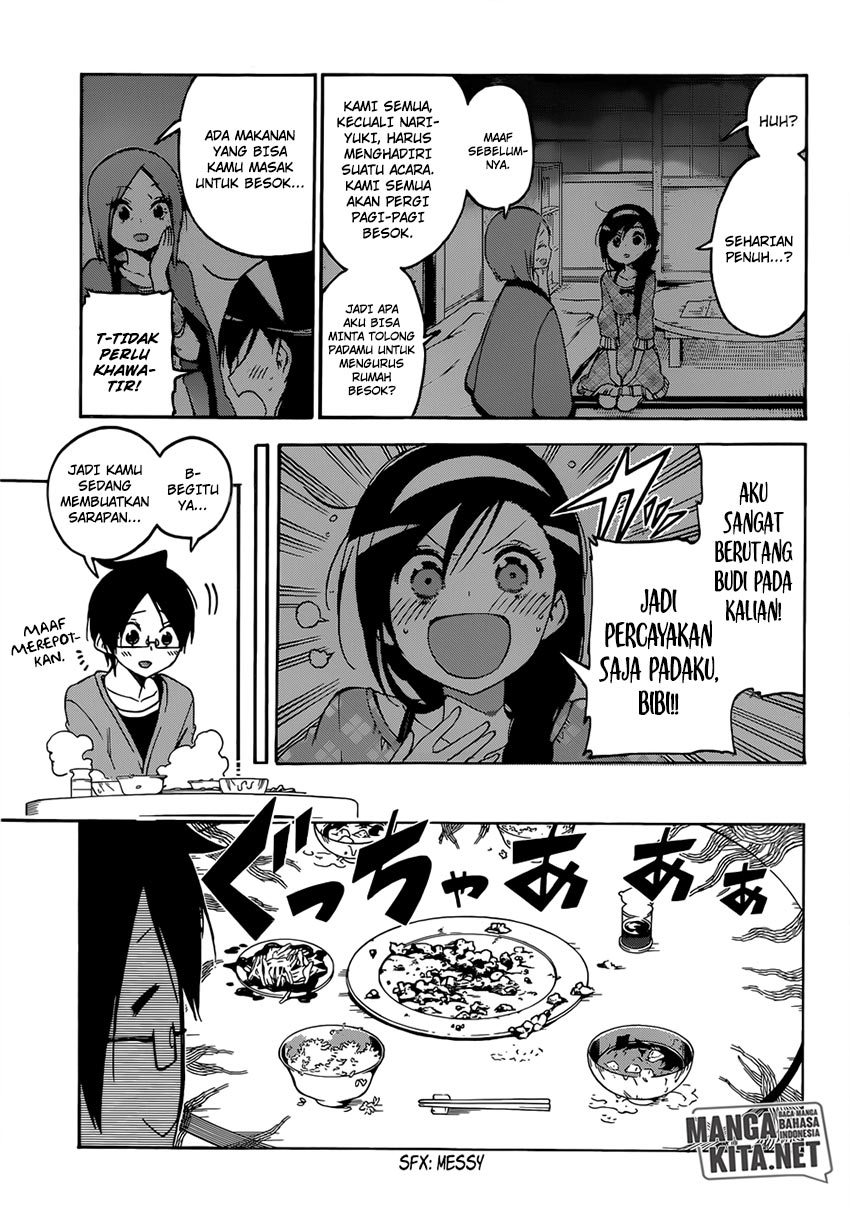 HUH?
SEHARIAN
PENUH...?
MAAF
SEBELUM-
NYA.
KAMI SEMUA,
KECUALI NARI-
YUKI, HARUS
MENGHADIRI
SUATU ACARA.
KAMI SEMUA
AKAN PERGI
PAGI-PAGI
BESOK.
JADI APA
AKU BISA
MINTA TOLONG
PADAMU UNTUK
MENGURUS
RUMAH
BESOK?
ADA MAKANAN
YANG BISA
KAMU MASAK
UNTUK BESOK...
T-TIDAK
PERLU
KHAWA-
TIR!
AKU
SANGAT
BERUTANG
BUDI PADA
KALIAN!
JADI
PERCAYAKAN
SAJA PADAKU,
BIBI!!
ガッ
B-
BEGITU
YA...
JADI KAMU
SEDANG
MEMBUATKAN
SARAPAN...
MAAF
MEREPOT-
KAN.
ぐっちゃあぁぁ
SFX: MESSY
MANGA
KITA.NET
BACA MANGA
BAHASA
INDONESIA